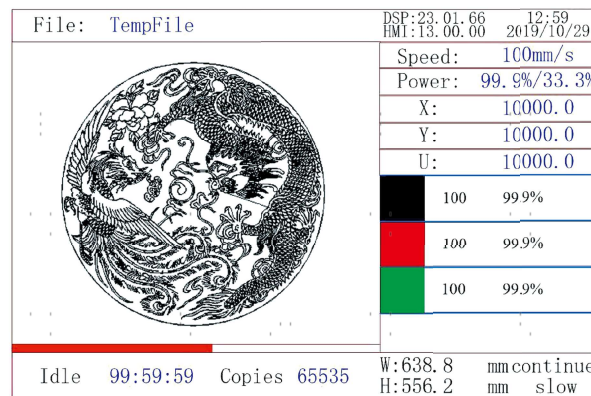 File: TempFile
DSP:23.01.66 12:59
HMI:13.00.00 2019/10/29
Speed: 100mm/s
Power: 99.9%/33.3%
X: 10000.0
Y: 10000.0
U: 10000.0
100 99.9%
100 99.9%
100 99.9%
Idle 99:59:59 Copies 65535
W:638.8 mm continue
H:556.2 mm slow